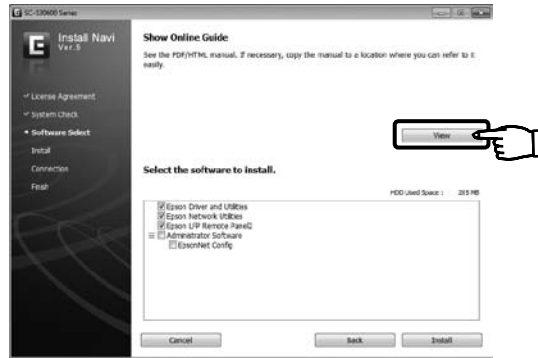 SC-S30600 Series
E
Install Navi
Ver.5
License Agreement
System Check
Software Select
Install
Connection
Finish
Show Online Guide
See the PDF/HTML manual. If necessary, copy the manual to a location where you can refer to it
easily.
View
Select the software to install.
HDD Used Space : 285 MB
Epson Driver and Utilities
Epson Network Utilities
Epson LFP Remote Panel2
Administrator Software
EpsonNet Config
Cancel
Back
Install